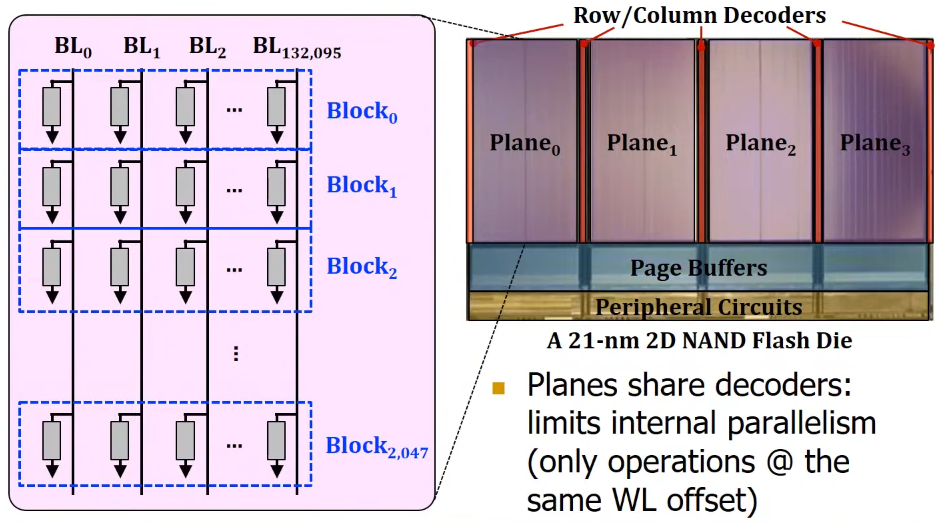 BL₀ BL₁ BL₂ BL₁₃₂,₀₉₅
... Block₀
... Block₁
... Block₂
⋮
... Block₂,₀₄₇
Row/Column Decoders
Plane₀ Plane₁ Plane₂ Plane₃
Page Buffers
Peripheral Circuits
A 21-nm 2D NAND Flash Die
■ Planes share decoders:
limits internal parallelism
(only operations @ the
same WL offset)